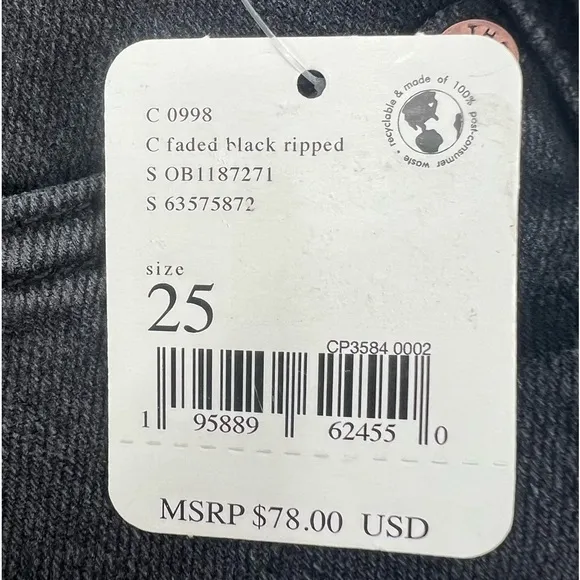 THE
recyclable & made of 100% post-consumer waste •
C 0998
C faded black ripped
S OB1187271
S 63575872
size
25
CP3584 0002
1 95889 62455 0
MSRP $78.00 USD